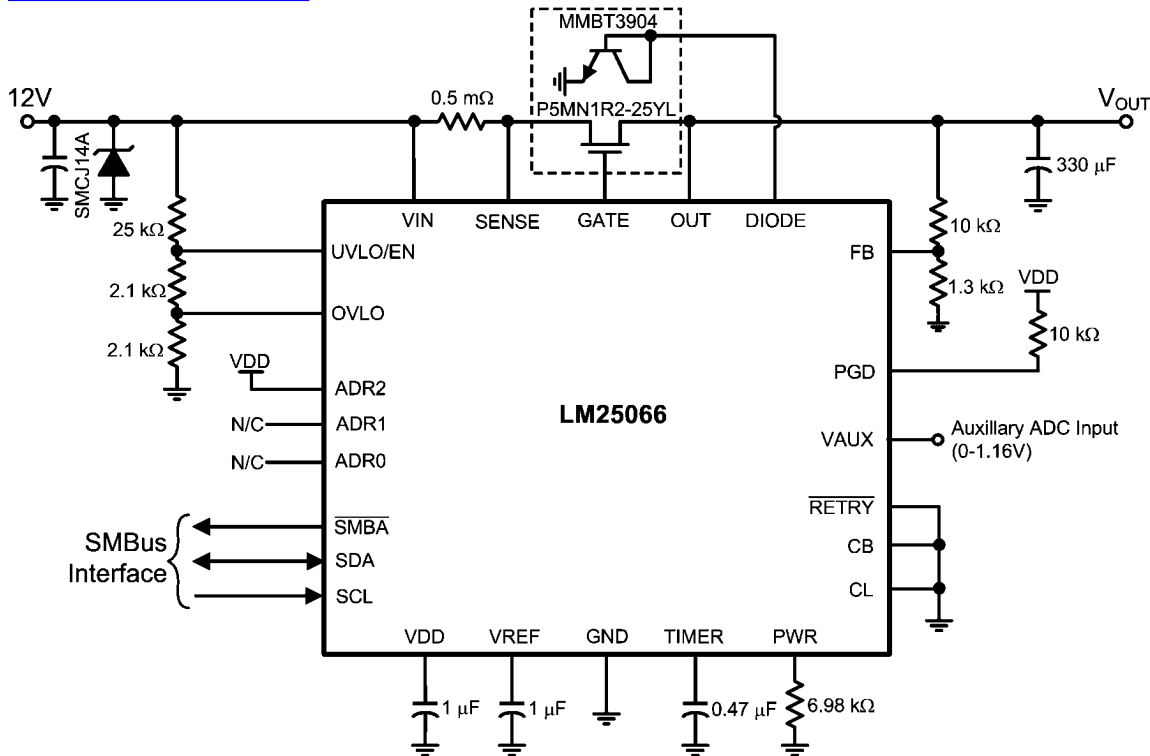 MMBT3904
12V
0.5 mΩ
P5MN1R2-25YL
VOUT
SMCJ14A
330 μF
VIN
SENSE
GATE
OUT
DIODE
25 kΩ
10 kΩ
UVLO/EN
FB
2.1 kΩ
1.3 kΩ
VDD
OVLO
2.1 kΩ
10 kΩ
VDD
PGD
ADR2
LM25066
N/C
ADR1
VAUX
Auxillary ADC Input
(0-1.16V)
N/C
ADR0
RETRY
SMBA
SMBus
Interface
CB
SDA
CL
SCL
VDD
VREF
GND
TIMER
PWR
1 μF
1 μF
0.47 μF
6.98 kΩ